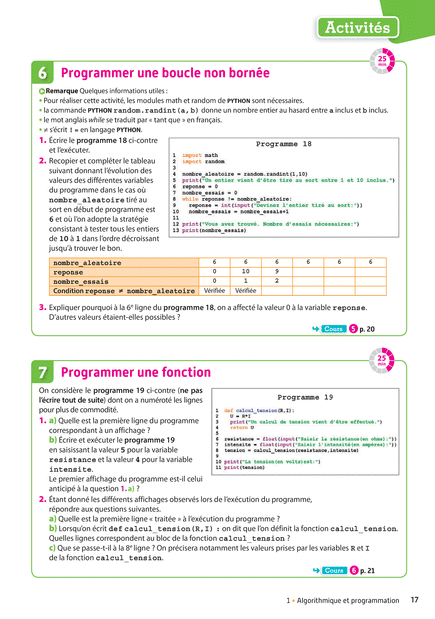 Activités
25
min
6 Programmer une boucle non bornée
Remarque Quelques informations utiles :
• Pour réaliser cette activité, les modules math et random de PYTHON sont nécessaires.
• la commande PYTHON random.randint(a,b) donne un nombre entier au hasard entre a inclus et b inclus.
• le mot anglais while se traduit par « tant que » en français.
• ≠ s'écrit != en langage PYTHON.
1. Écrire le programme 18 ci-contre
et l'exécuter.
2. Recopier et compléter le tableau
suivant donnant l'évolution des
valeurs des différentes variables
du programme dans le cas où
nombre_aleatoire tiré au
sort en début de programme est
6 et où l'on adopte la stratégie
consistant à tester tous les entiers
de 10 à 1 dans l'ordre décroissant
jusqu'à trouver le bon.
Programme 18
1 import math
2 import random
3
4 nombre_aleatoire = random.randint(1,10)
5 print("Un entier vient d'être tiré au sort entre 1 et 10 inclus.")
6 reponse = 0
7 nombre_essais = 0
8 while reponse != nombre_aleatoire:
9 reponse = int(input("Devinez l'entier tiré au sort:"))
10 nombre_essais = nombre_essais+1
11
12 print("Vous avez trouvé. Nombre d'essais nécessaires:")
13 print(nombre_essais)
nombre_aleatoire 6 6 6 6 6 6
reponse 0 10 9
nombre_essais 0 1 2
Condition reponse ≠ nombre_aleatoire Vérifiée Vérifiée
3. Expliquer pourquoi à la 6e ligne du programme 18, on a affecté la valeur 0 à la variable reponse.
D'autres valeurs étaient-elles possibles ?
Cours 5 p. 20
25
min
7 Programmer une fonction
On considère le programme 19 ci-contre (ne pas
l'écrire tout de suite) dont on a numéroté les lignes
pour plus de commodité.
1. a) Quelle est la première ligne du programme
correspondant à un affichage ?
b) Écrire et exécuter le programme 19
en saisissant la valeur 5 pour la variable
resistance et la valeur 4 pour la variable
intensite.
Le premier affichage du programme est-celui
anticipé à la question 1. a) ?
Programme 19
1 def calcul_tension(R,I):
2 U = R*I
3 print("Un calcul de tension vient d'être effectué.")
4 return U
5
6 resistance = float(input("Saisir la résistance(en ohms):"))
7 intensite = float(input("Saisir l'intensité(en ampères):"))
8 tension = calcul_tension(resistance,intensite)
9
10 print("La tension(en volts)est:")
11 print(tension)
2. Étant donné les différents affichages observés lors de l'exécution du programme,
répondre aux questions suivantes.
a) Quelle est la première ligne « traitée » à l'exécution du programme ?
b) Lorsqu'on écrit def calcul_tension(R,I) : on dit que l'on définit la fonction calcul_tension.
Quelles lignes correspondent au bloc de la fonction calcul_tension ?
c) Que se passe-t-il à la 8e ligne ? On précisera notamment les valeurs prises par les variables R et I
de la fonction calcul_tension.
Cours 6 p. 21
1 • Algorithmique et programmation 17